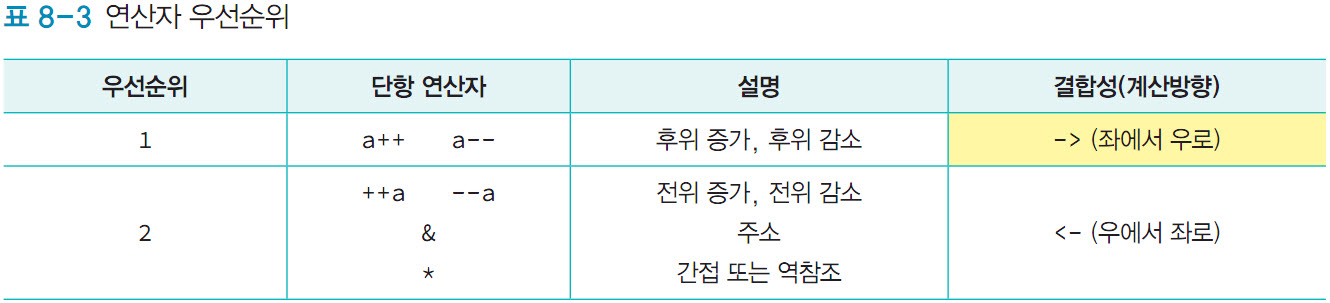 표 8-3 연산자 우선순위
우선순위 단항 연산자 설명 결합성(계산방향)
1 a++ a-- 후위 증가, 후위 감소 -> (좌에서 우로)
++a --a 전위 증가, 전위 감소
2 & 주소 <- (우에서 좌로)
* 간접 또는 역참조